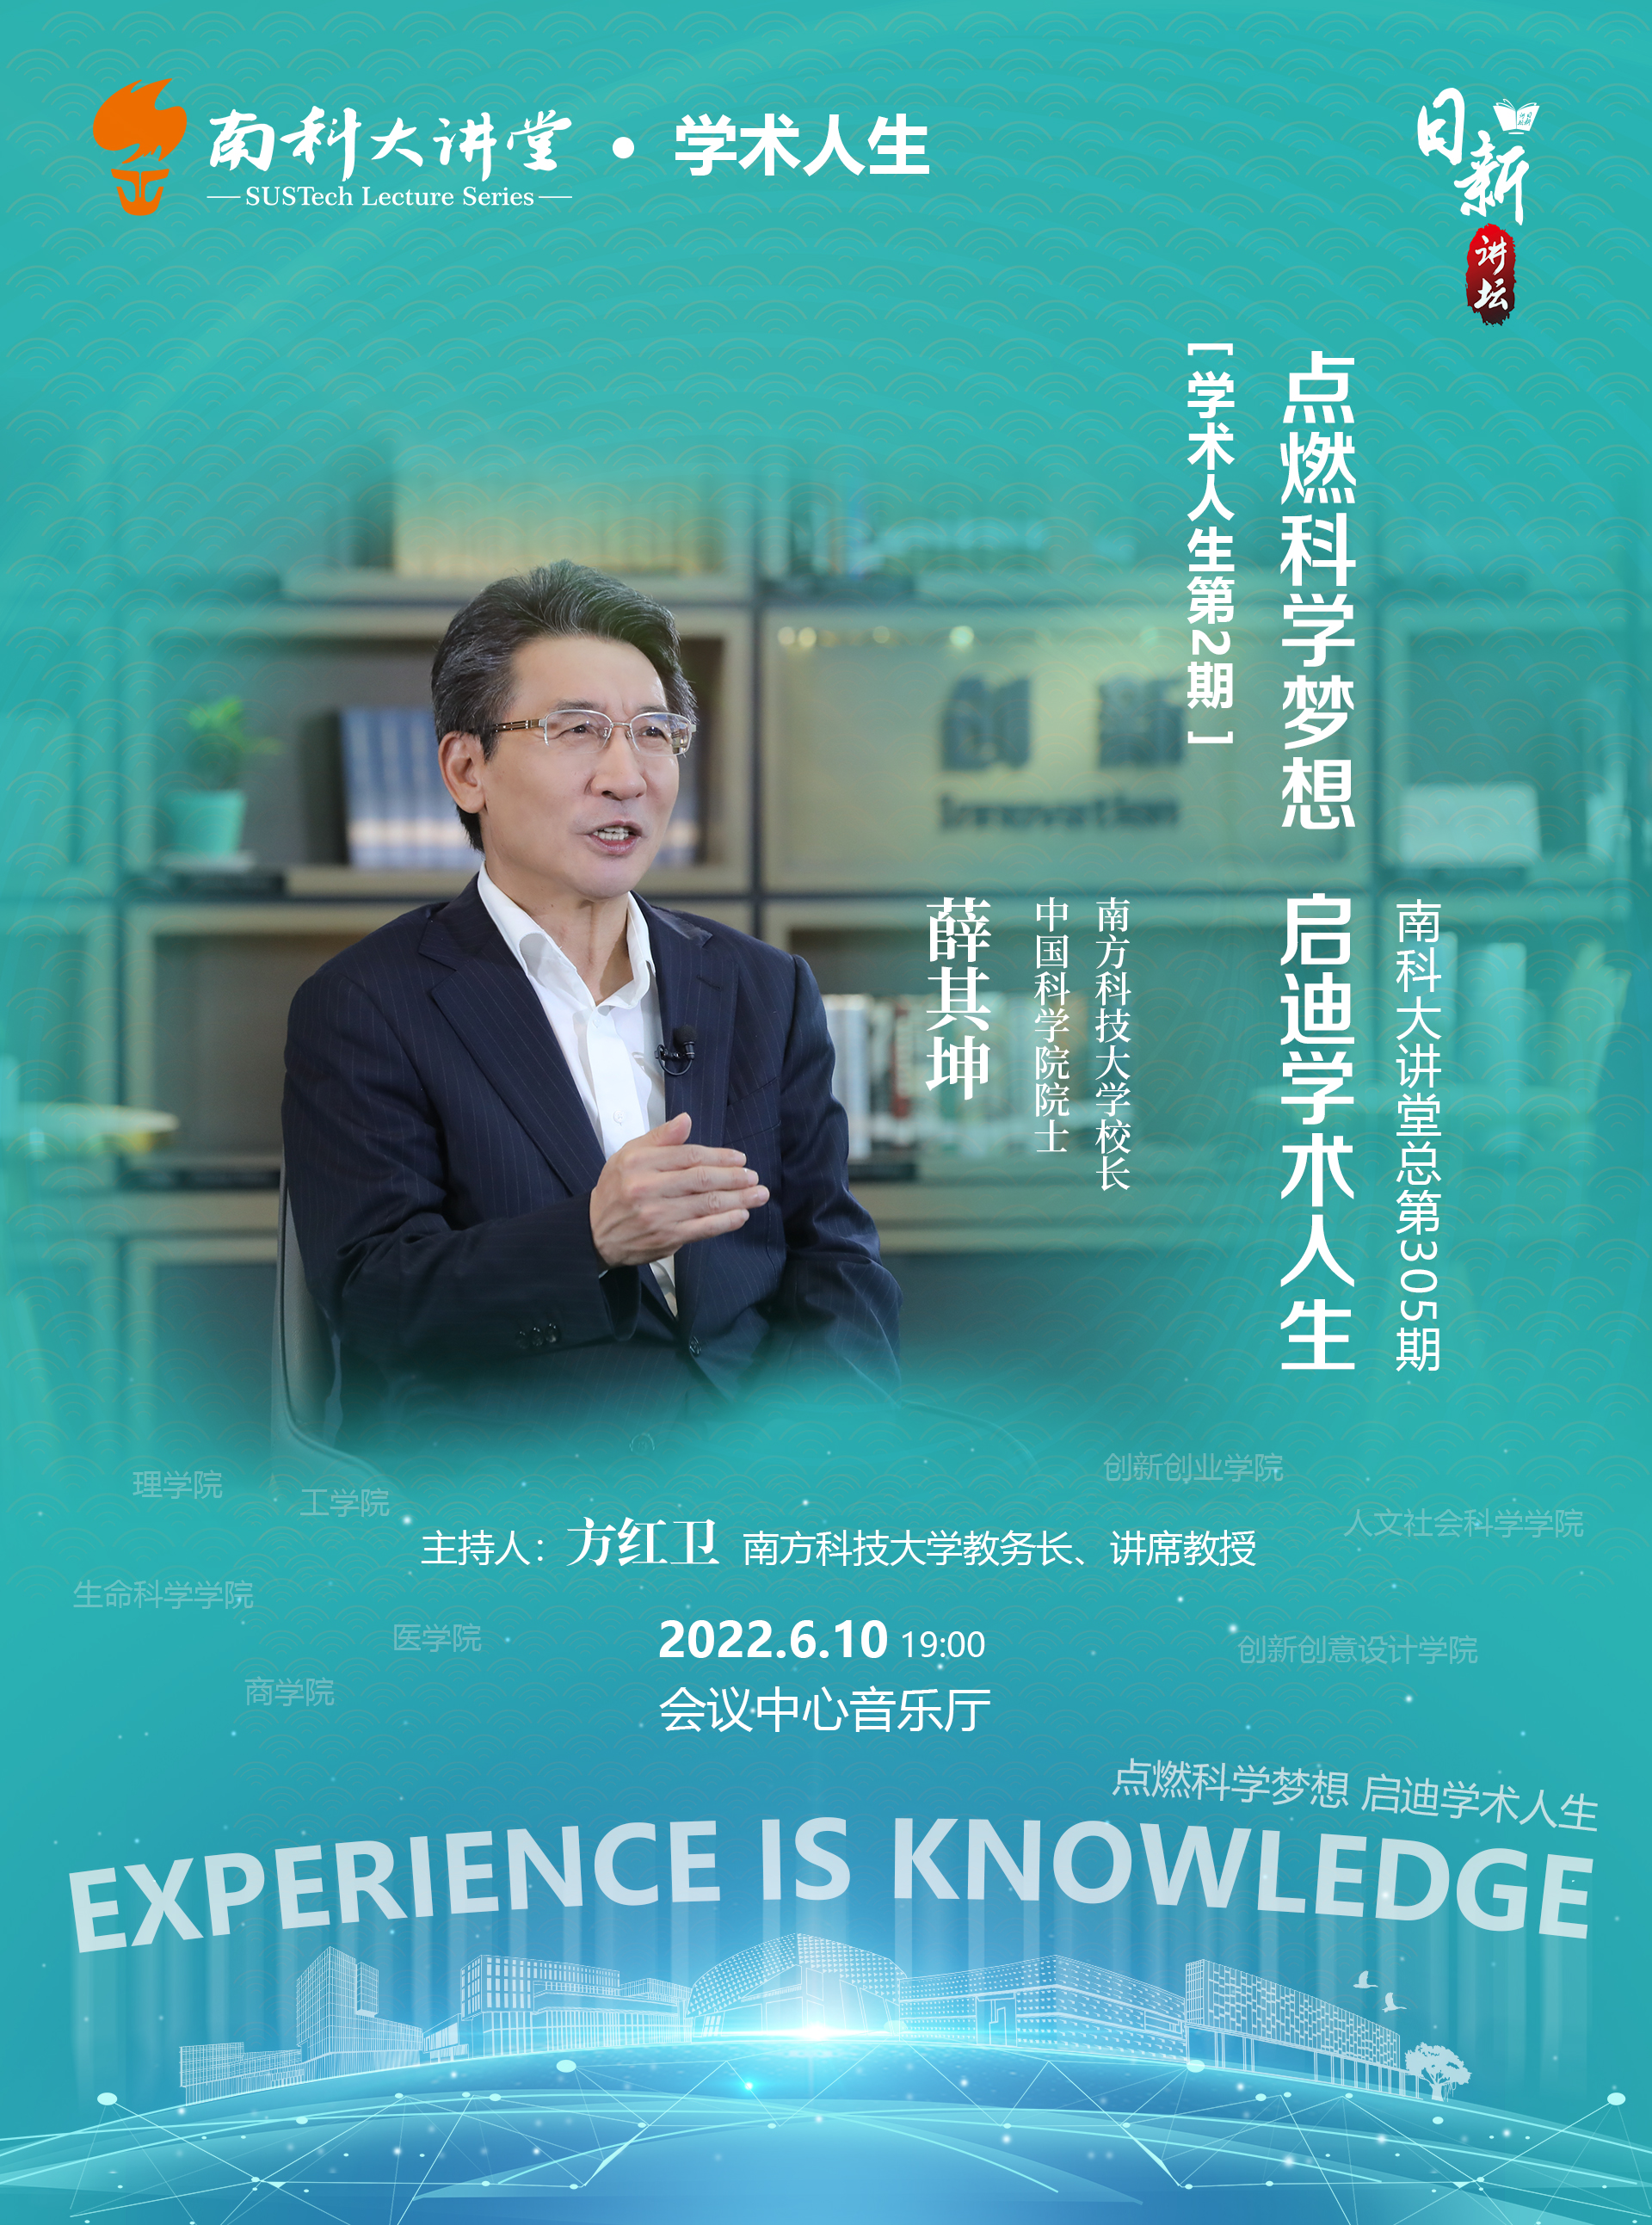 南科大讲堂 • 学术人生
SUSTech Lecture Series
日新
讲坛
南科大讲堂总第305期
点燃科学梦想 启迪学术人生
[学术人生第2期]
创 新
Innovation
南方科技大学校长
中国科学院院士
薛其坤
理学院
工学院
创新创业学院
人文社会科学学院
主持人：方红卫 南方科技大学教务长、讲席教授
生命科学学院
医学院
2022.6.10 19:00
创新创意设计学院
商学院
会议中心音乐厅
点燃科学梦想 启迪学术人生
EXPERIENCE IS KNOWLEDGE